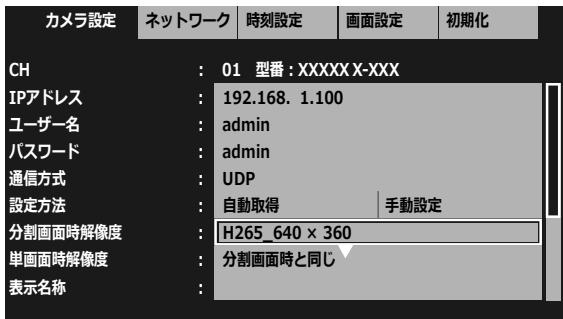 カメラ設定 ネットワーク 時刻設定 画面設定 初期化
CH : 01 型番 : XXXXX X-XXX
IPアドレス : 192.168. 1.100
ユーザー名 : admin
パスワード : admin
通信方式 : UDP
設定方法 : 自動取得 手動設定
分割画面時解像度 : H265_640 × 360
単画面時解像度 : 分割画面時と同じ
表示名称 :